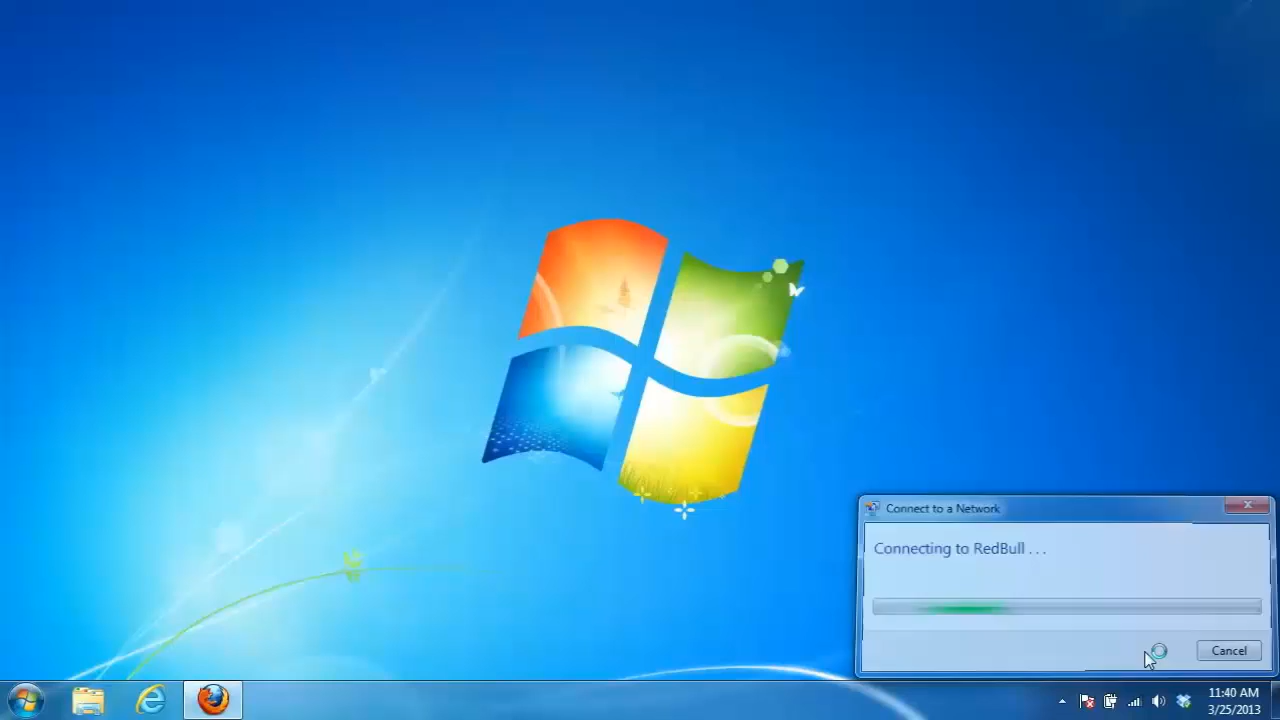 Connect to a Network
Connecting to RedBull . . .
Cancel
11:40 AM
3/25/2013